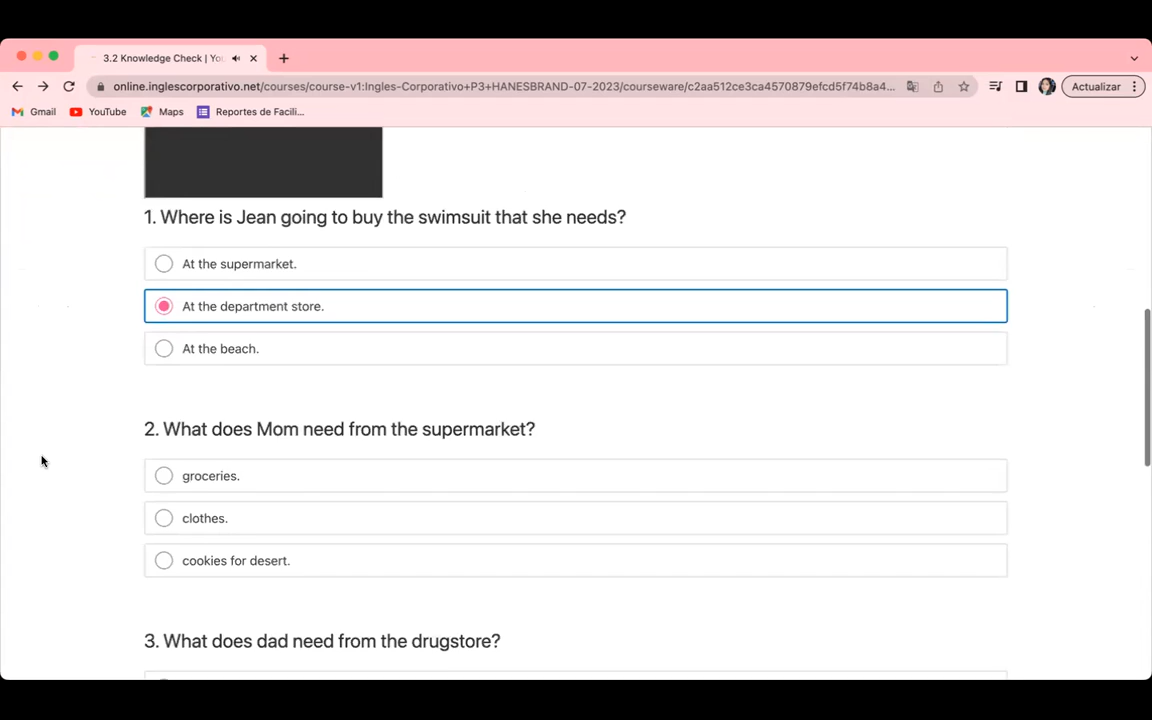 3.2 Knowledge Check | You
online.inglescorporativo.net/courses/course-v1:Ingles-Corporativo+P3+HANESBRAND-07-2023/courseware/c2aa512ce3ca4570879efcd5f74b8a4...
Actualizar
Gmail YouTube Maps Reportes de Facili...
1. Where is Jean going to buy the swimsuit that she needs?
At the supermarket.
At the department store.
At the beach.
2. What does Mom need from the supermarket?
groceries.
clothes.
cookies for desert.
3. What does dad need from the drugstore?